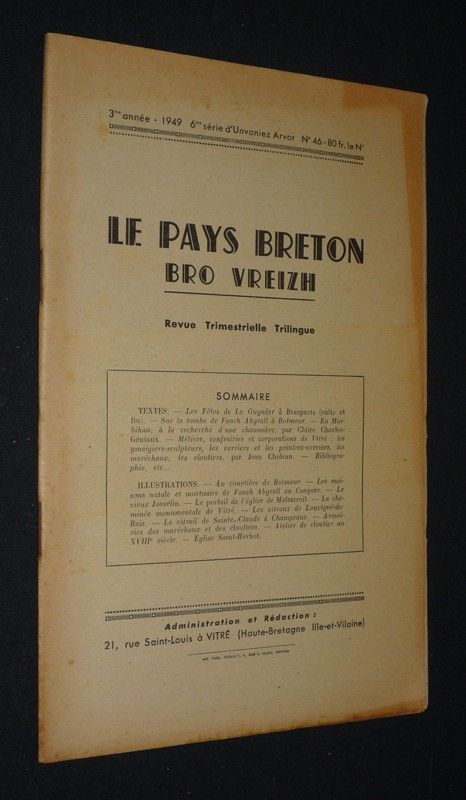 3me année - 1949 6me série d'Unvaniez Arvor N° 46 - 80 fr. le N°
LE PAYS BRETON
BRO VREIZH
Revue Trimestrielle Trilingue
SOMMAIRE
TEXTES. — Les Fêtes de Le Guyader à Brasparts (suite et
fin). — Sur la tombe de Fanch Abgrall à Botmeur. — En Mor-
bihan, à la recherche d'une chaumière, par Claire Charles-
Géniaux. — Métiers, confréries et corporations de Vitré : les
ymaigiers-sculpteurs, les verriers et les peintres-verriers, les
maréchaux, les cloutiers, par Jean Choleau. — Bibliogra-
phie, etc...
ILLUSTRATIONS. — Au cimetière de Botmeur. — Les mai-
sons natale et mortuaire de Fanch Abgrall au Cosquer. — Le
vieux Josselin. — Le portail de l'église de Malestroit. — La che-
minée monumentale de Vitré. — Les vitraux de Louvigné-de-
Bais. — Le vitrail de Sainte-Claude à Champeaux. — Armoi-
ries des maréchaux et des cloutiers. — Atelier de cloutier au
XVIIIe siècle. — Eglise Saint-Herbot.
Administration et Rédaction :
21, rue Saint-Louis à VITRÉ (Haute-Bretagne Ille-et-Vilaine)